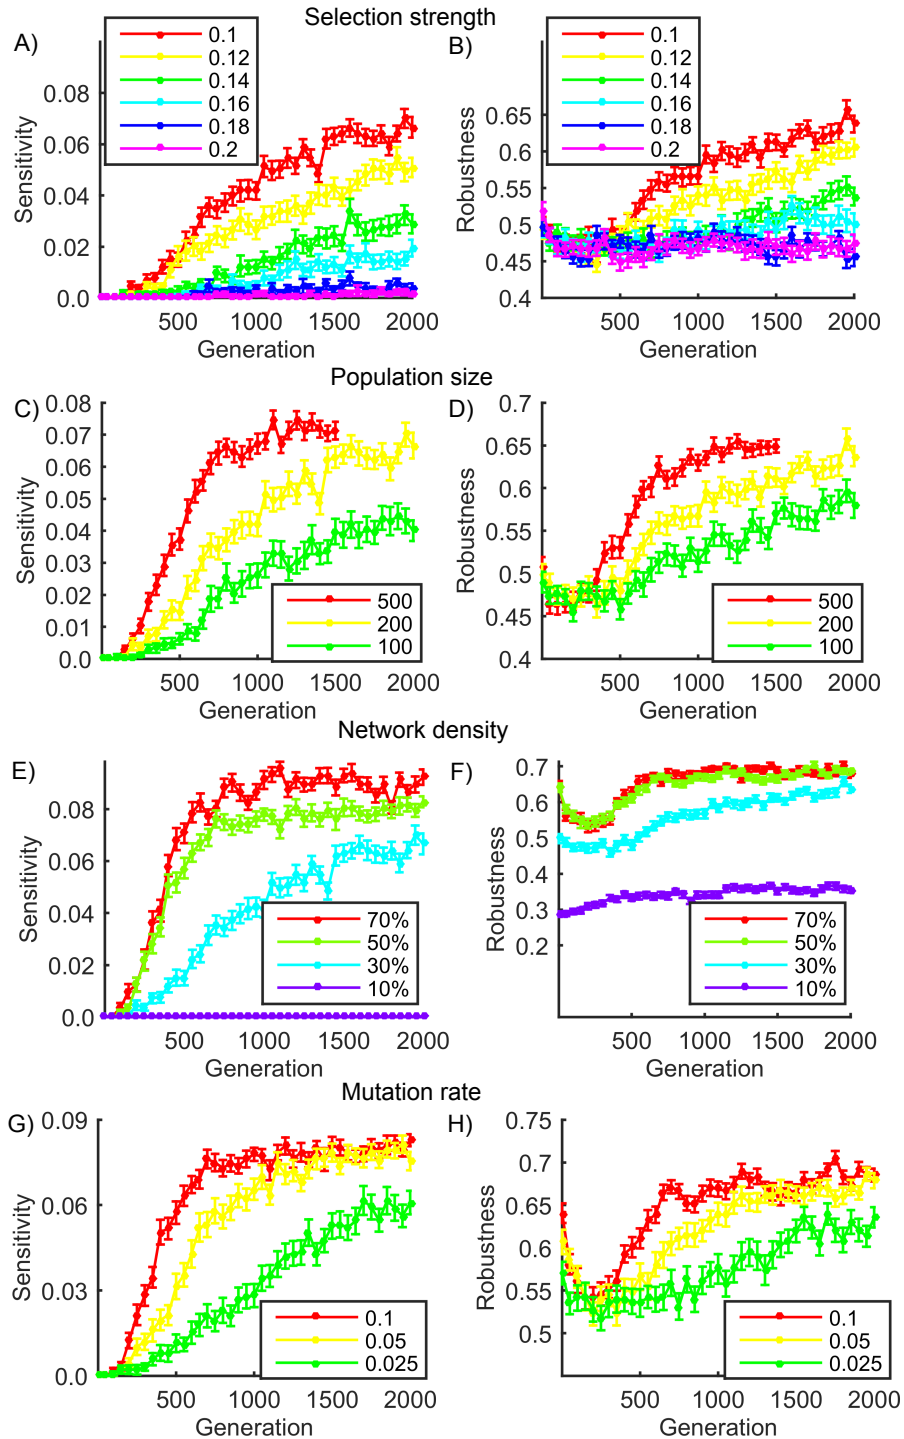 Selection strength
A)
0.1
0.12
0.14
0.16
0.18
0.2
0.08
0.06
0.04
0.02
0.0
Sensitivity
500 1000 1500 2000
Generation
B)
0.1
0.12
0.14
0.16
0.18
0.2
0.65
0.6
0.55
0.5
0.45
0.4
Robustness
500 1000 1500 2000
Generation
Population size
C)
0.08
0.07
0.06
0.05
0.04
0.03
0.02
0.01
0.0
Sensitivity
500
200
100
500 1000 1500 2000
Generation
D)
0.7
0.65
0.6
0.55
0.5
0.45
0.4
Robustness
500
200
100
500 1000 1500 2000
Generation
Network density
E)
0.08
0.06
0.04
0.02
0.0
Sensitivity
70%
50%
30%
10%
500 1000 1500 2000
Generation
F)
0.7
0.6
0.5
0.4
0.3
0.2
Robustness
70%
50%
30%
10%
500 1000 1500 2000
Generation
Mutation rate
G)
0.09
0.06
0.03
0.0
Sensitivity
0.1
0.05
0.025
500 1000 1500 2000
Generation
H)
0.75
0.7
0.65
0.6
0.55
0.5
Robustness
0.1
0.05
0.025
500 1000 1500 2000
Generation